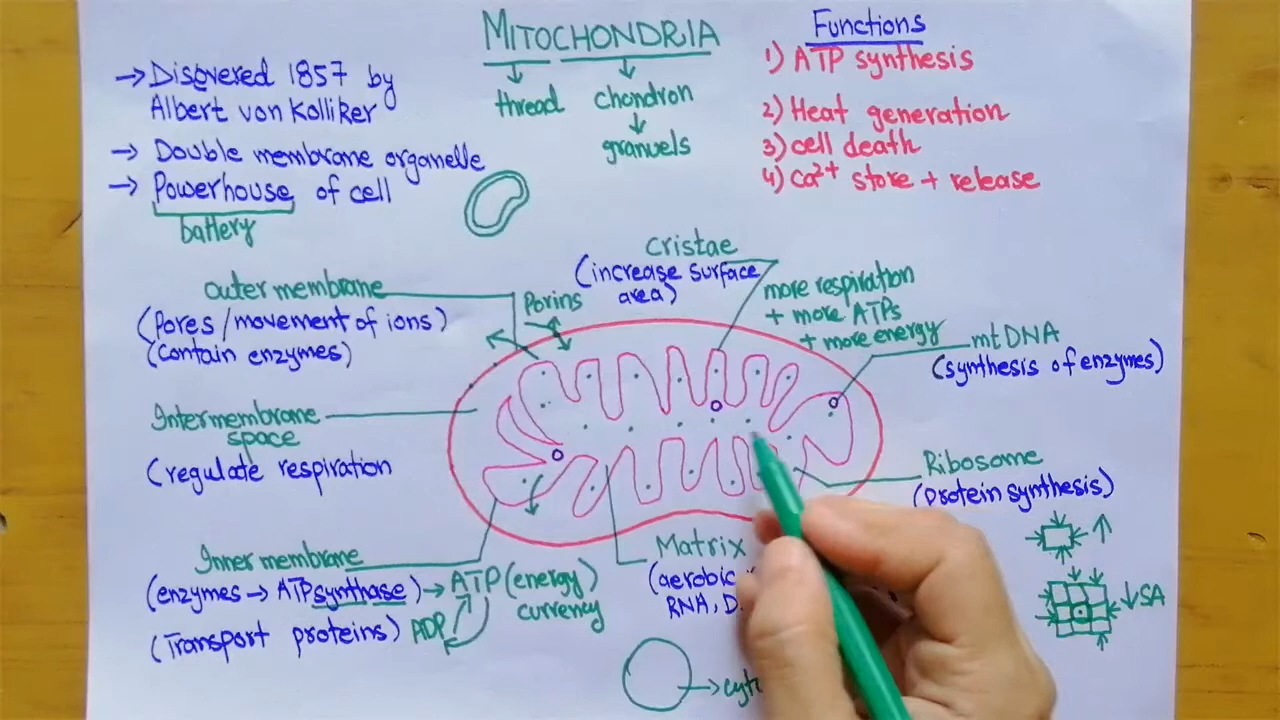 MITOCHONDRIA
thread
chondron
granuels
→ Discvered 1857 by
Albert von Kolliker
→ Double membrane organelle
→ Powerhouse of cell
battery
Functions
1) ATP synthesis
2) Heat generation
3) cell death
4) Ca2+ store + release
cristae
(increase surface
area)
more respiration
+ more ATPs
+ more energy
outer membrane
(Pores/movement of ions)
(contain enzymes)
Porins
mtDNA
(synthesis of enzymes)
Intermembrane
space
(regulate respiration
Ribosome
(protein synthesis)
Inner membrane
(enzymes → ATP synthase) → ATP (energy)
currency
(Transport proteins)
ADP
Matrix
(aerobic
RNA, D
↓ SA